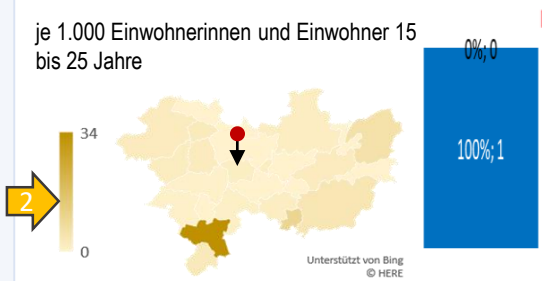 je 1.000 Einwohnerinnen und Einwohner 15
bis 25 Jahre
0%; 0
34
100%; 1
2
0
Unterstützt von Bing
© HERE